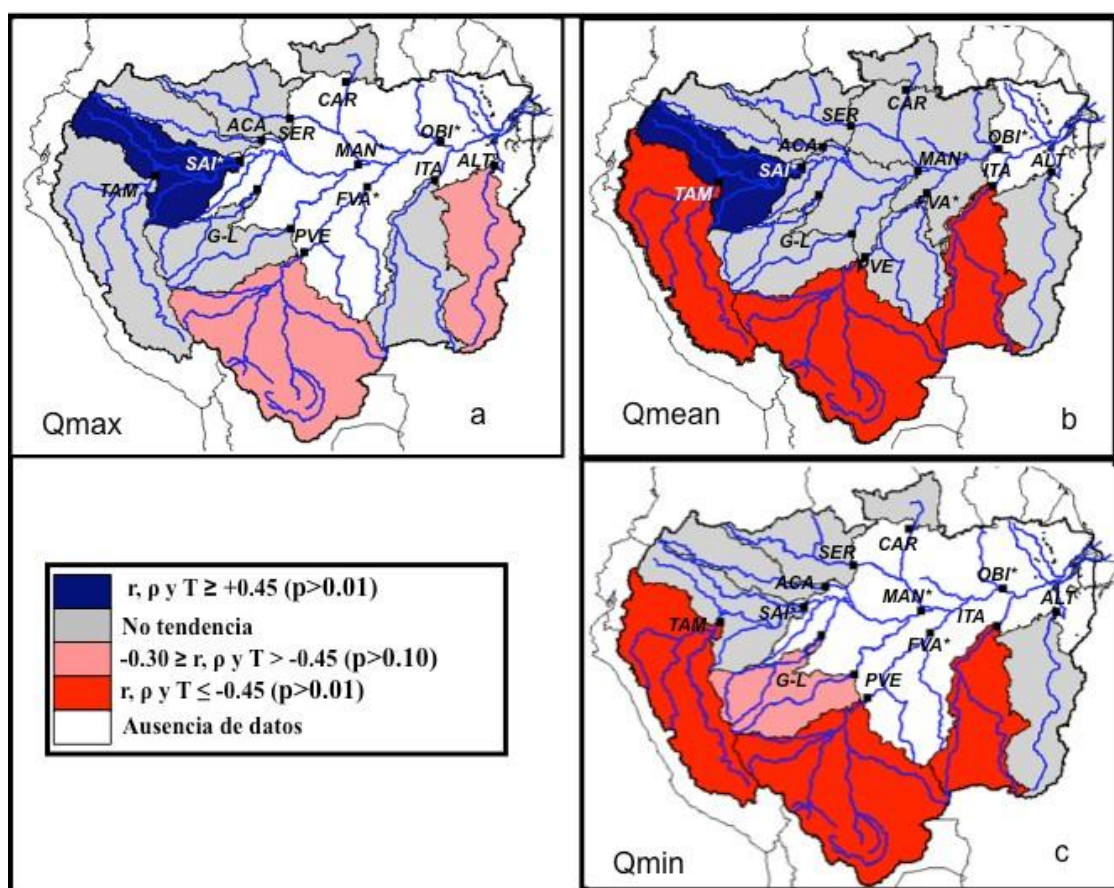 CAR
ACA
SER
SAI*
MAN*
OBI*
TAM
FVA*
ITA
ALT
G-L
PVE
Qmax
a
SER
CAR
ACA
OBI*
SAI
MAN*
ALT
TAM
FVA*
ITA
G-L
PVE
Qmean
b
r, ρ y T ≥ +0.45 (p>0.01)
No tendencia
-0.30 ≥ r, ρ y T > -0.45 (p>0.10)
r, ρ y T ≤ -0.45 (p>0.01)
Ausencia de datos
SER
CAR
ACA
OBI*
SAI
MAN*
ALT
TAM
ITA
FVA*
G-L
PVE
Qmin
c